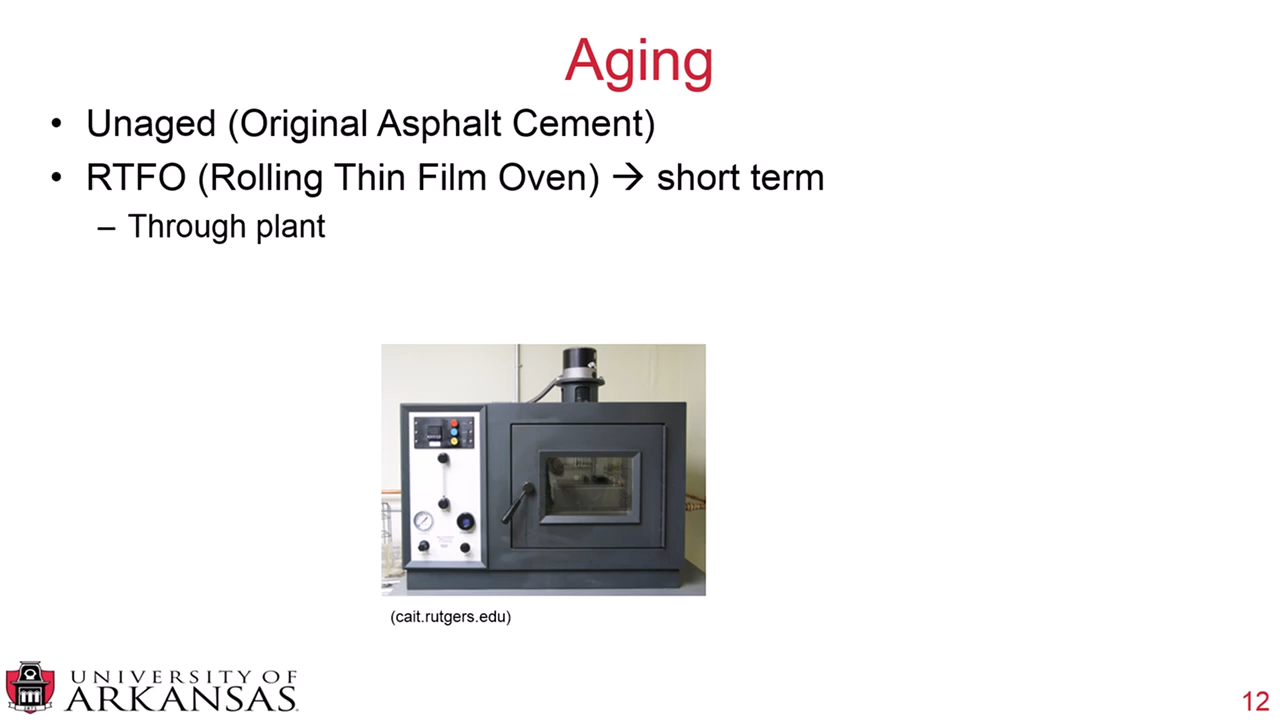 Aging
• Unaged (Original Asphalt Cement)
• RTFO (Rolling Thin Film Oven) → short term
– Through plant
(cait.rutgers.edu)
UNIVERSITY OF
ARKANSAS
12